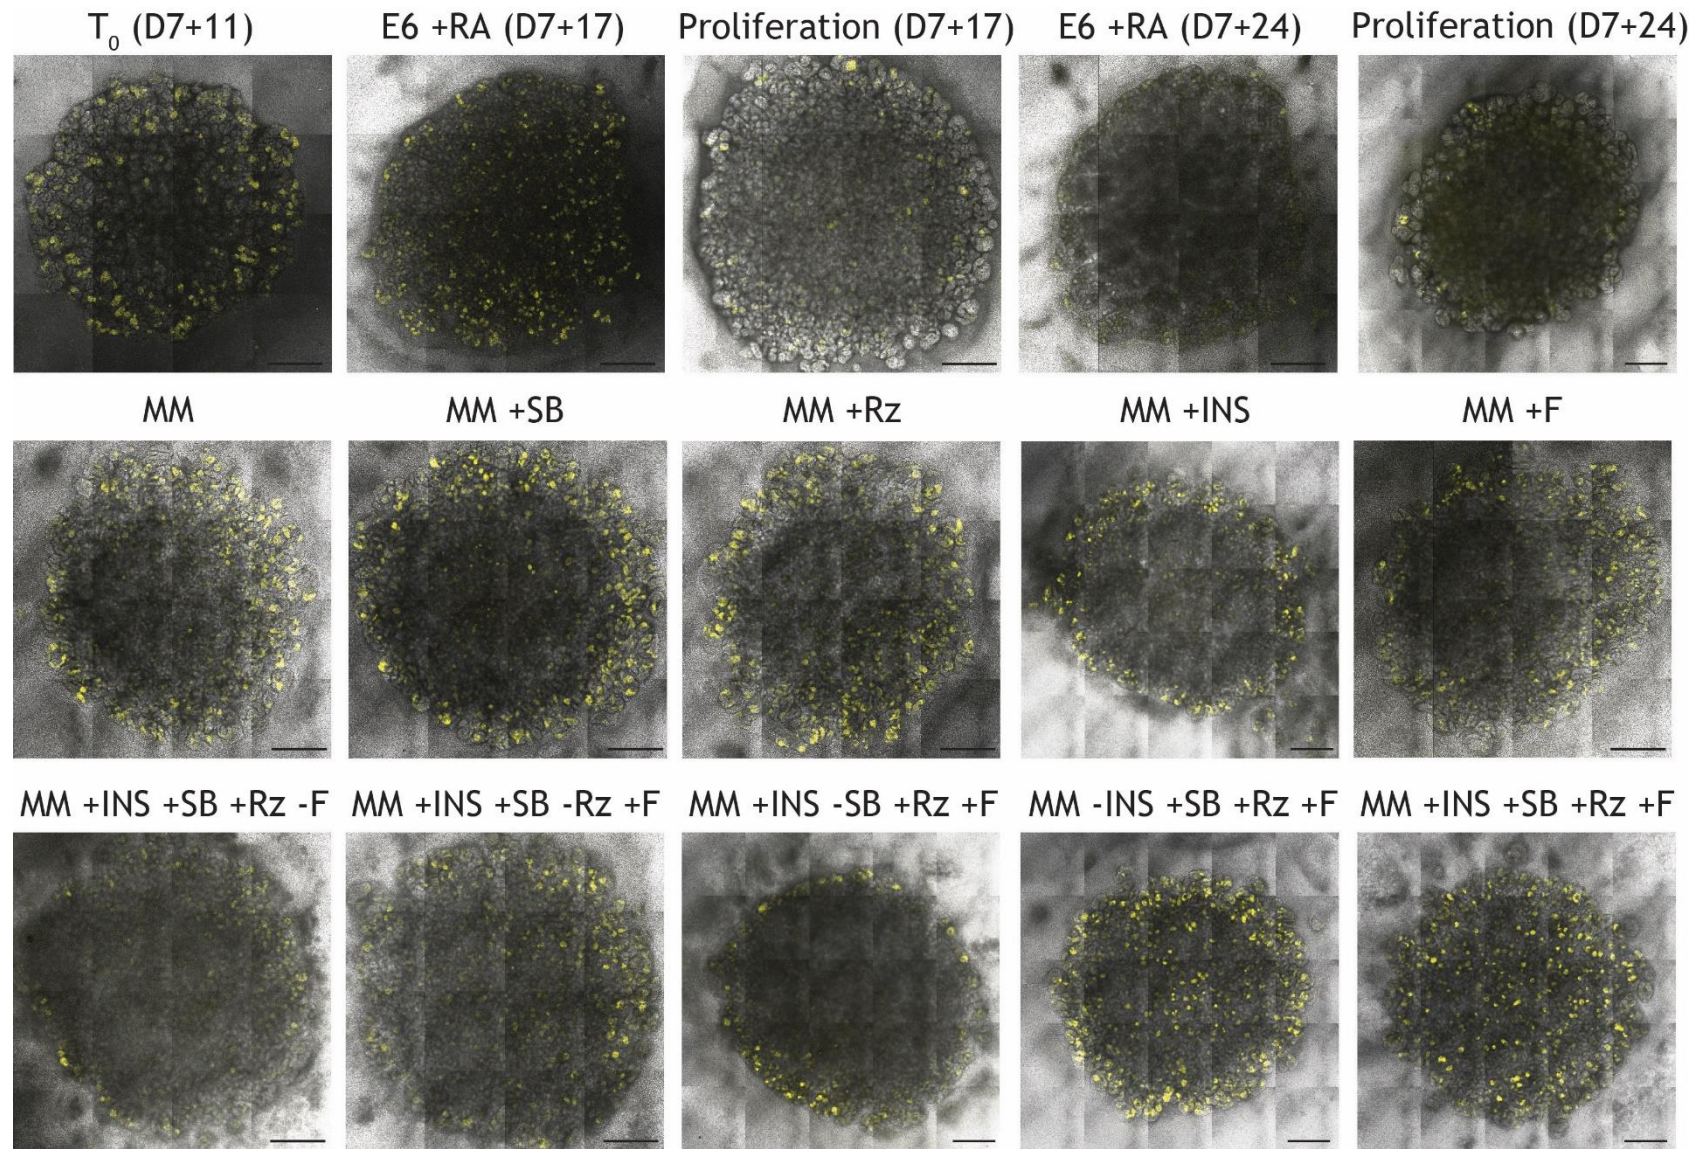 T0 (D7+11)
E6 +RA (D7+17)
Proliferation (D7+17)
E6 +RA (D7+24)
Proliferation (D7+24)
MM
MM +SB
MM +Rz
MM +INS
MM +F
MM +INS +SB +Rz -F
MM +INS +SB -Rz +F
MM +INS -SB +Rz +F
MM -INS +SB +Rz +F
MM +INS +SB +Rz +F